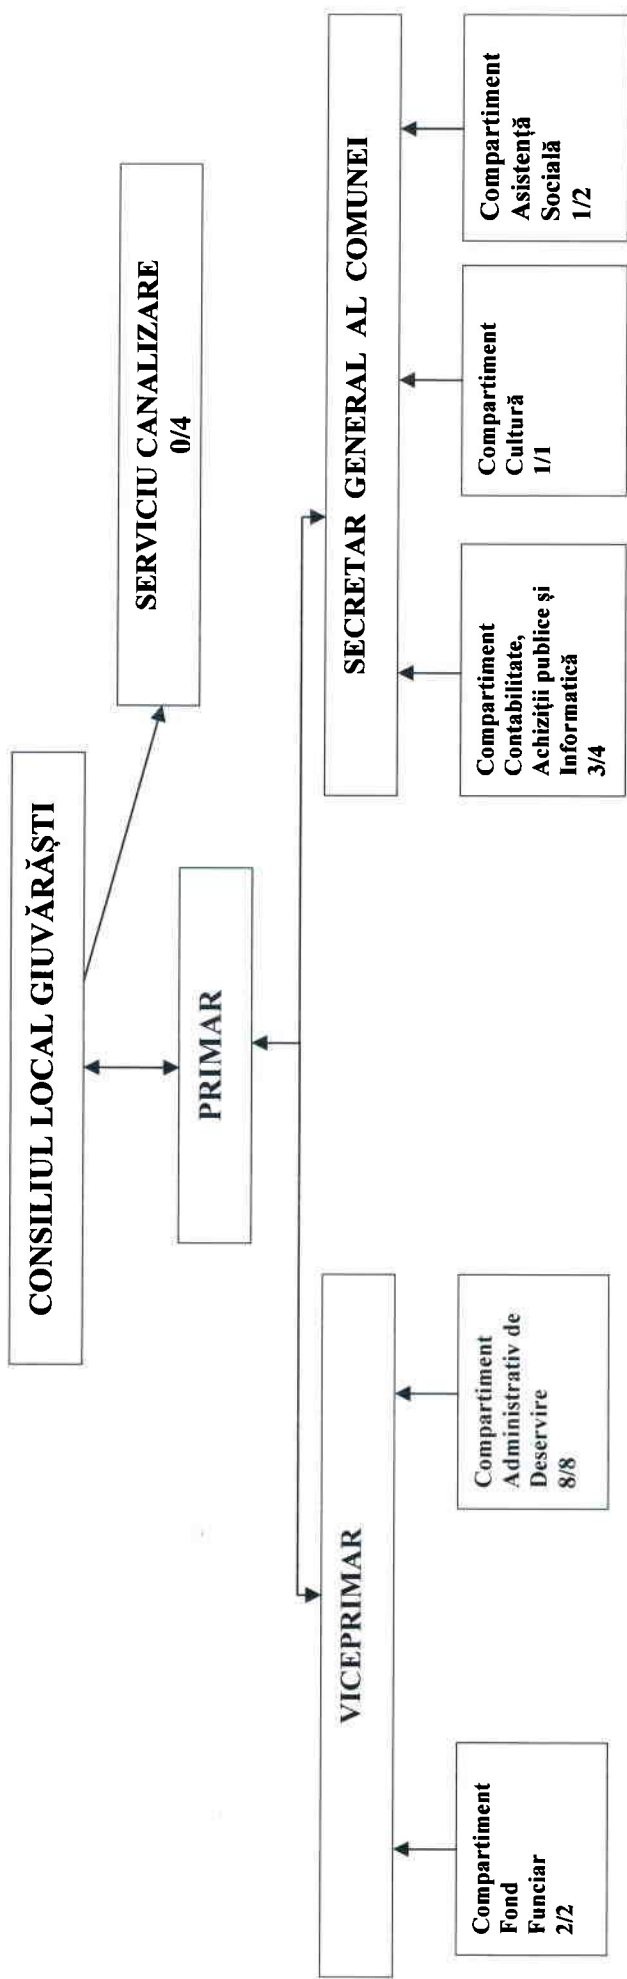 CONSILIUL LOCAL GIUVĂRĂȘTI
SERVICIU CANALIZARE
0/4
PRIMAR
VICEPRIMAR
SECRETAR GENERAL AL COMUNEI
Compartiment
Fond
Funciar
2/2
Compartiment
Administrativ de
Deservire
8/8
Compartiment
Contabilitate,
Achiziții publice și
Informatică
3/4
Compartiment
Cultură
1/1
Compartiment
Asistență
Socială
1/2